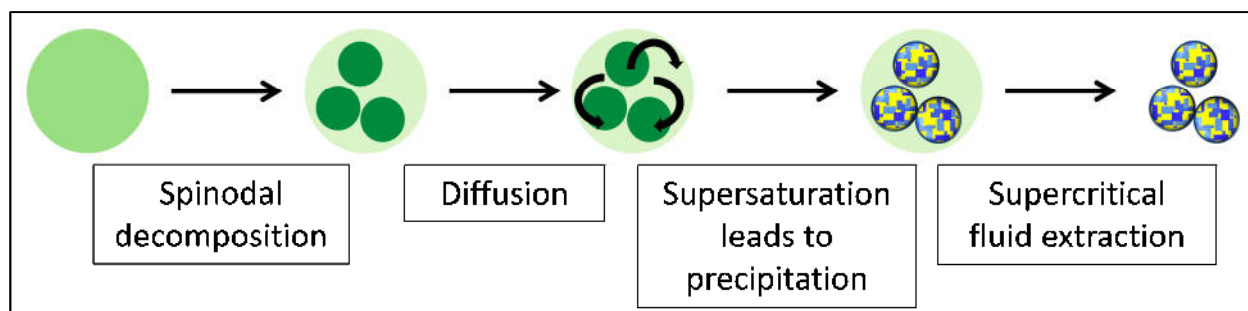 Spinodal
decomposition
Diffusion
Supersaturation
leads to
precipitation
Supercritical
fluid extraction